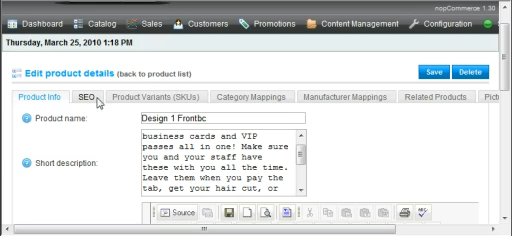 nopCommerce 1.30
Dashboard Catalog Sales Customers Promotions Content Management Configuration
Thursday, March 25, 2010 1:18 PM
Edit product details (back to product list) Save Delete
Product Info SEO Product Variants (SKUs) Category Mappings Manufacturer Mappings Related Products Pict
Product name: Design 1 Frontbc
Short description:
business cards and VIP
passes all in one! Make sure
you and your staff have
these with you all the time.
Leave them when you pay the
tab, get your hair cut, or
Source